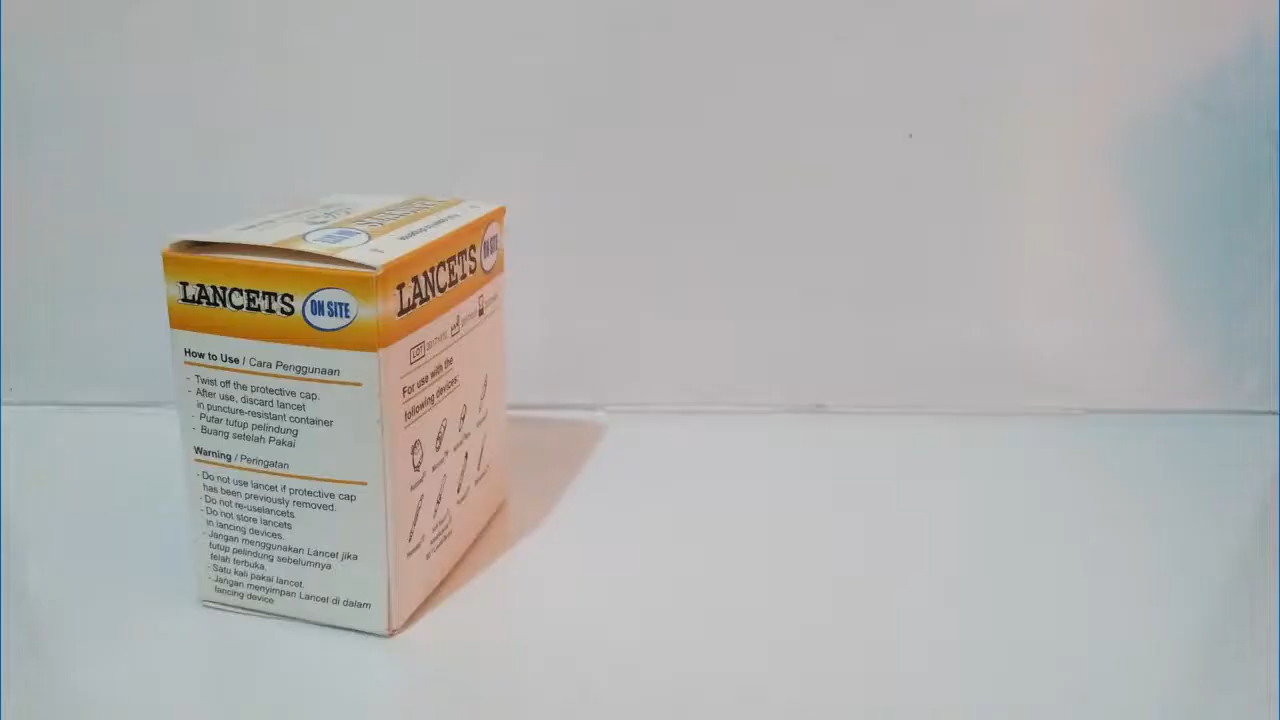 LANCETS ON SITE
How to Use / Cara Penggunaan
- Twist off the protective cap.
- After use, discard lancet
in puncture-resistant container
- Putar tutup pelindung
- Buang setelah Pakai
Warning / Peringatan
- Do not use lancet if protective cap
has been previously removed.
- Do not re-uselancets.
- Do not store lancets
in lancing devices.
- Jangan menggunakan Lancet jika
tutup pelindung sebelumnya
telah terbuka.
- Satu kali pakai lancet.
- Jangan menyimpan Lancet di dalam
lancing device
LANCETS ON SITE
LOT
For use with the
following devices: